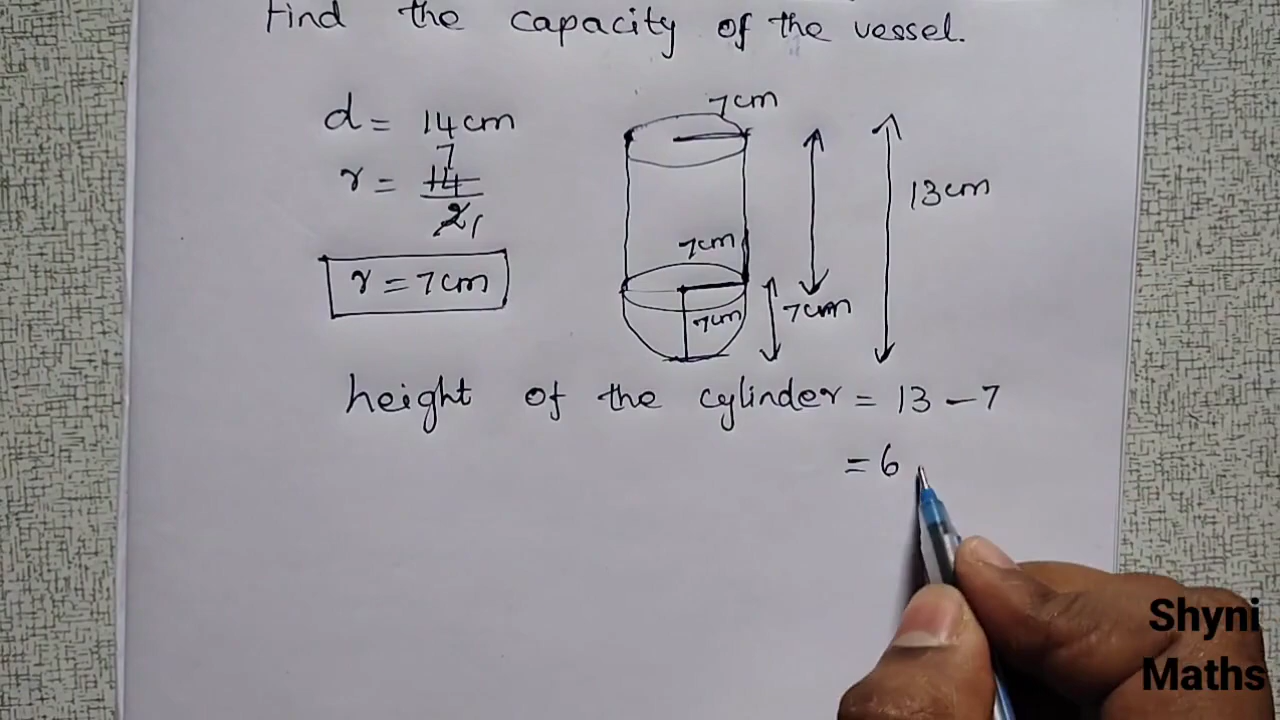 Find the capacity of the vessel.
d = 14cm
7
r = 14
21
r = 7cm
7cm
13cm
7cm
7cm
7cm
height of the cylinder = 13 - 7
= 6
Shyni
Maths